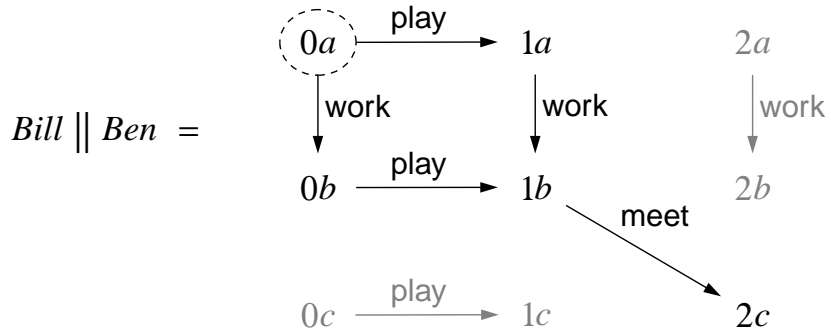 play
0a 1a 2a
work work work
Bill || Ben =
play
0b 1b 2b
meet
play
0c 1c 2c